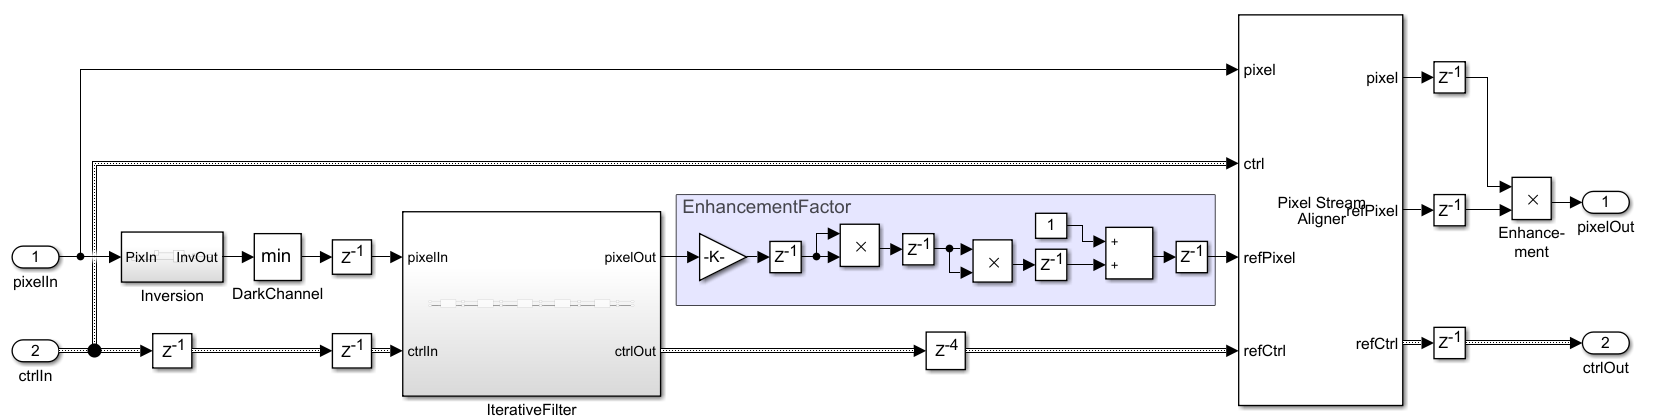 pixel
pixel
Z-1
ctrl
EnhancementFactor
1
+
+
×
×
Pixel Stream
Aligner
refPixel
Z-1
×
1
pixelOut
Enhance-
ment
1
pixelIn
PixIn
InvOut
Inversion
min
DarkChannel
Z-1
pixelIn
pixelOut
-K-
Z-1
Z-1
Z-1
Z-1
refPixel
2
ctrlIn
Z-1
Z-1
ctrlIn
ctrlOut
IterativeFilter
Z-4
refCtrl
refCtrl
Z-1
2
ctrlOut